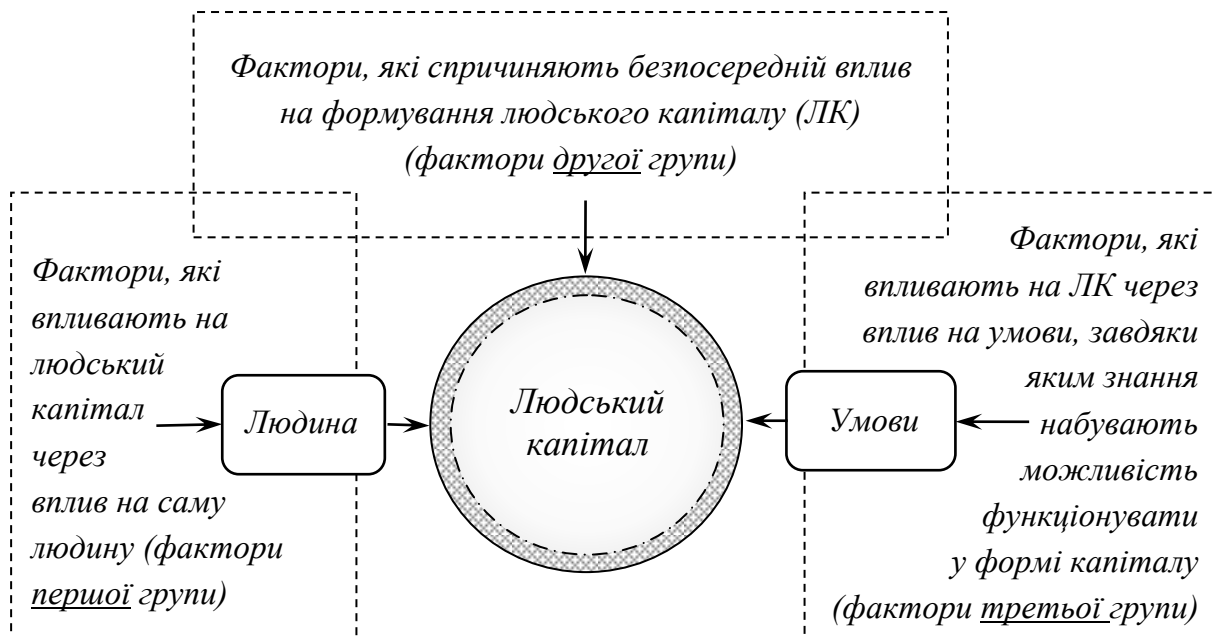 Фактори, які спричиняють безпосередній вплив
на формування людського капіталу (ЛК)
(фактори другої групи)
Фактори, які
впливають на
людський
капітал
через
вплив на саму
людину (фактори
першої групи)
Людина
Людський
капітал
Умови
Фактори, які
впливають на ЛК через
вплив на умови, завдяки
яким знання
набувають
можливість
функціонувати
у формі капіталу
(фактори третьої групи)